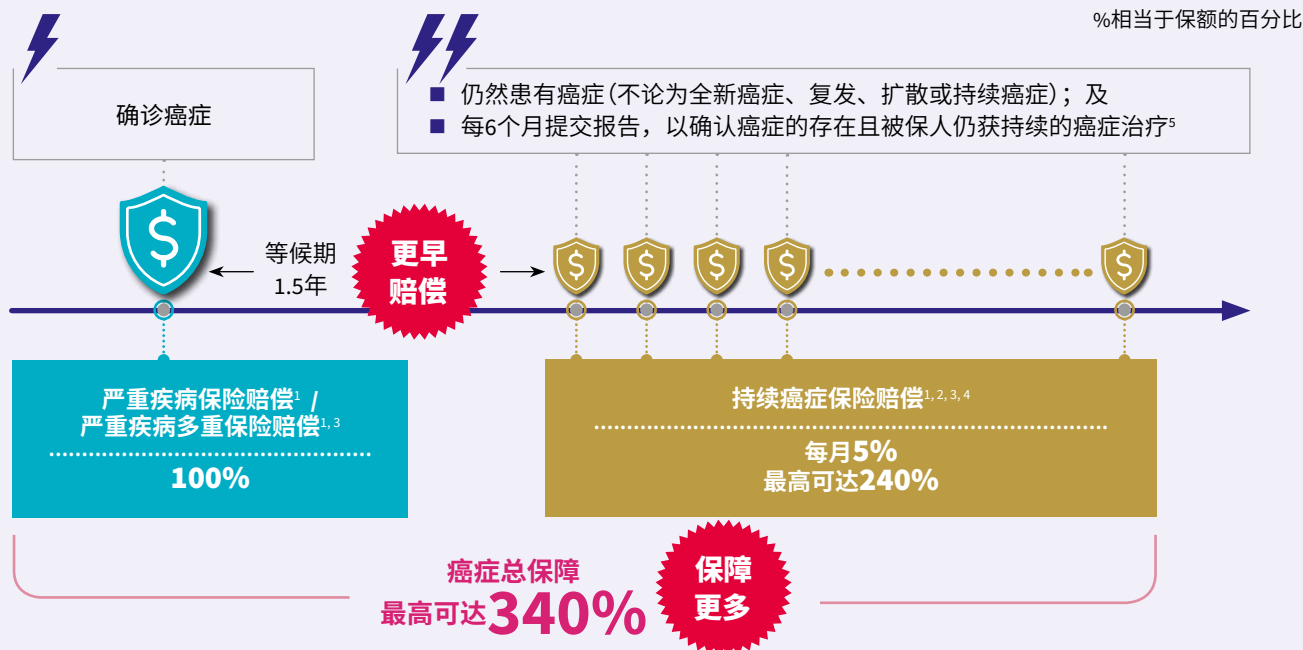 %相当于保额的百分比
确诊癌症
■ 仍然患有癌症(不论为全新癌症、复发、扩散或持续癌症);及
■ 每6个月提交报告,以确认癌症的存在且被保人仍获持续的癌症治疗⁵
等候期
1.5年
更早
赔偿
严重疾病保险赔偿¹ /
严重疾病多重保险赔偿¹˒ ³
100%
持续癌症保险赔偿¹˒ ²˒ ³˒ ⁴
每月5%
最高可达240%
癌症总保障
最高可达340%
保障
更多